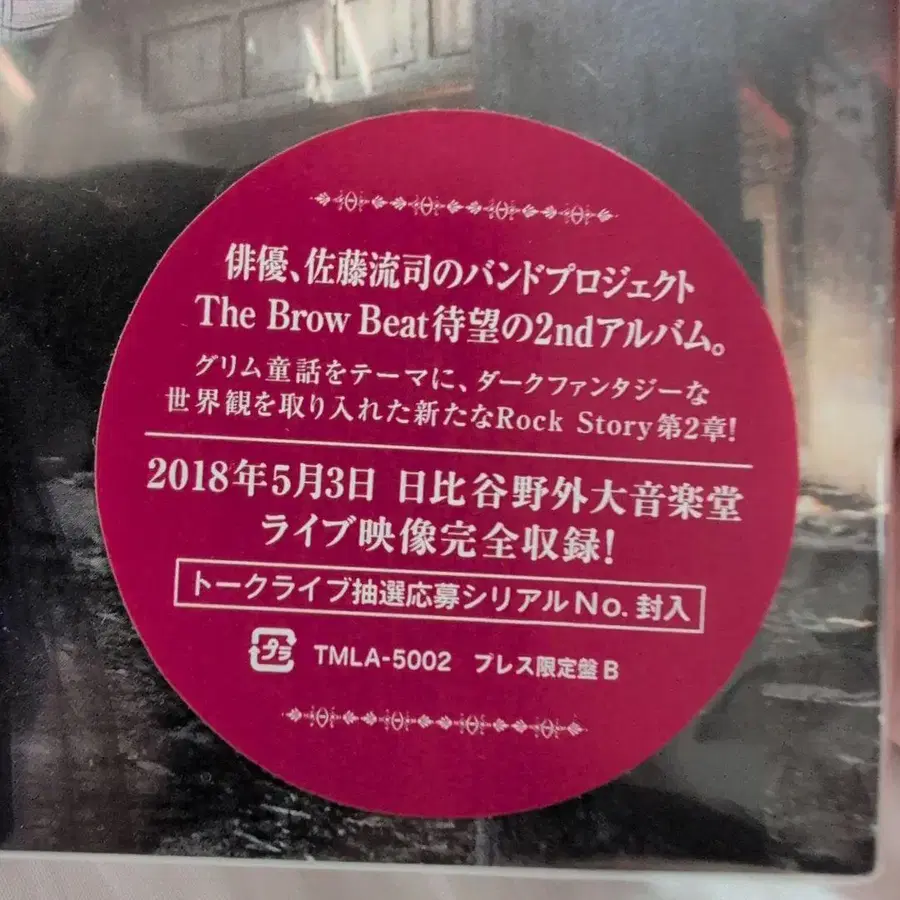 俳優、佐藤流司のバンドプロジェクト
The Brow Beat待望の2ndアルバム。
グリム童話をテーマに、ダークファンタジーな
世界観を取り入れた新たなRock Story第2章!
2018年5月3日 日比谷野外大音楽堂
ライブ映像完全収録!
トークライブ抽選応募シリアルNo.封入
プラ TMLA-5002 プレス限定盤B